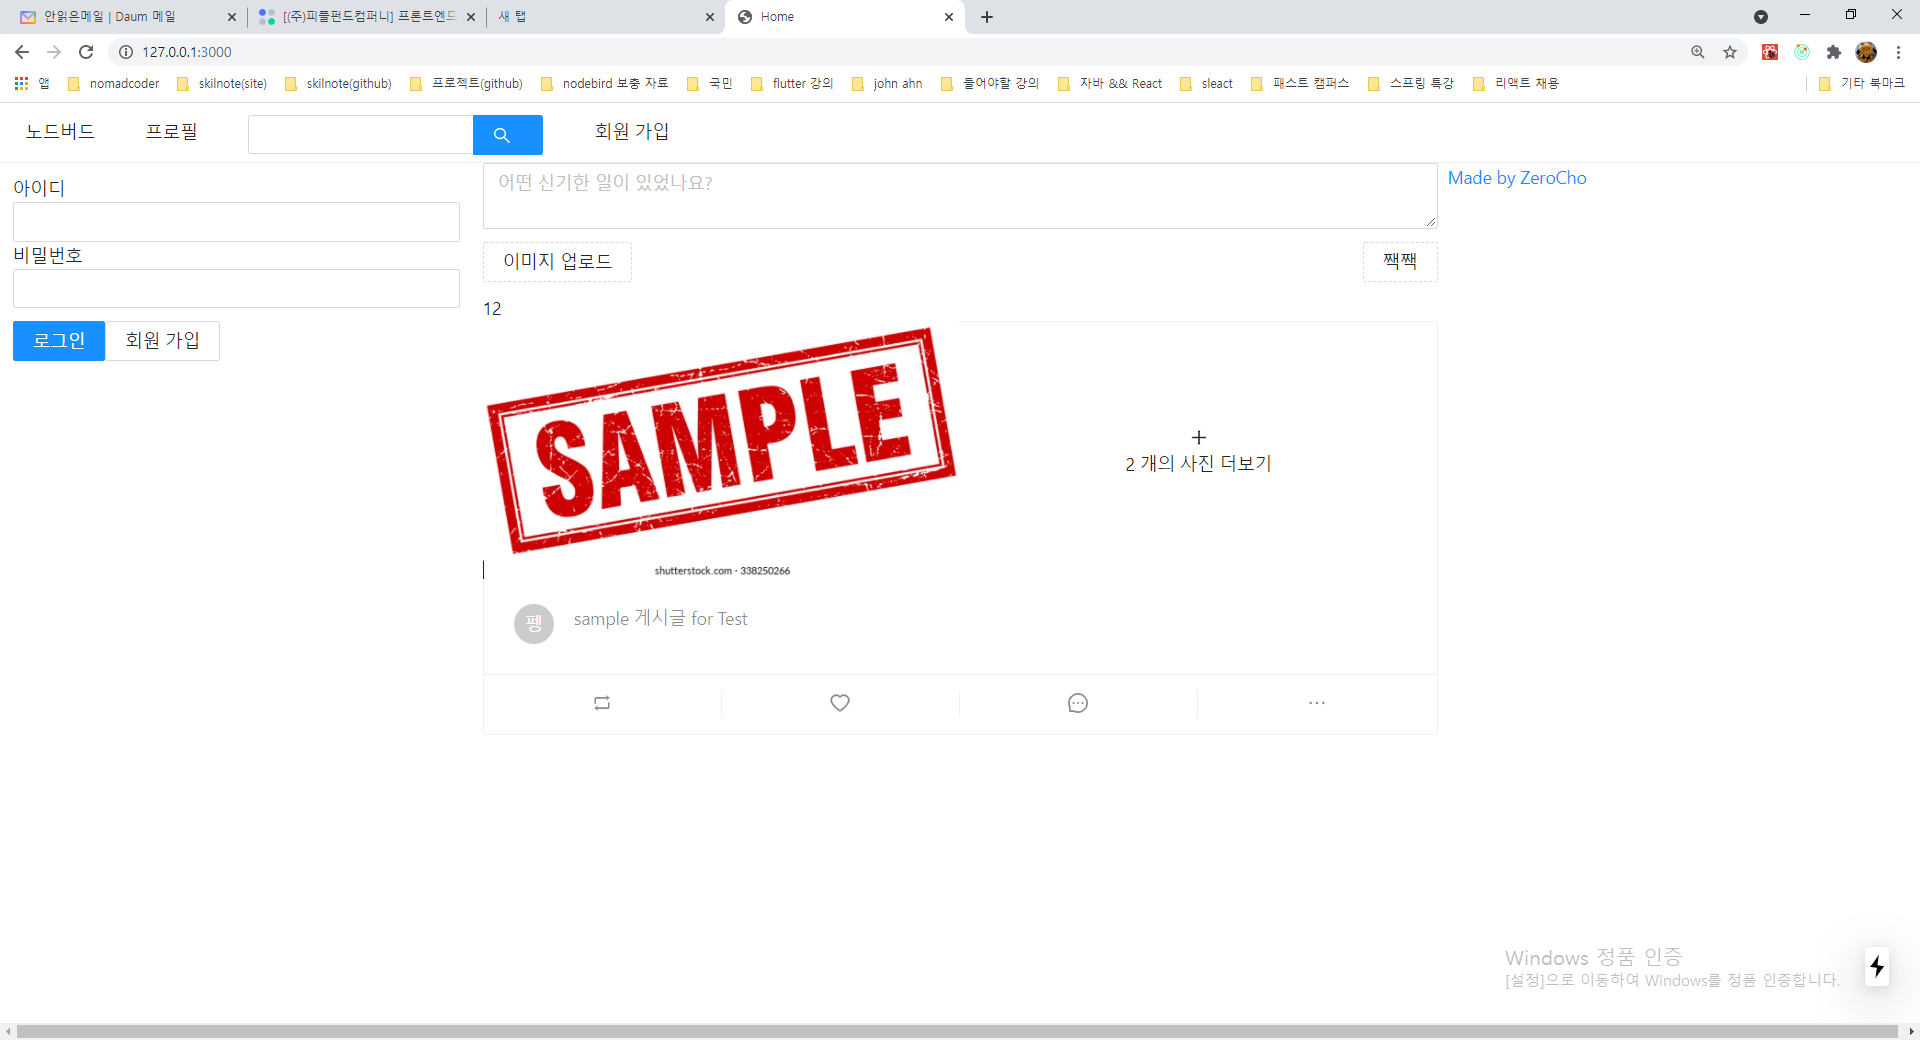 안읽은메일 | Daum 메일
[(주)피플펀드컴퍼니] 프론트엔드
새 탭
Home
127.0.0.1:3000
앱
nomadcoder
skilnote(site)
skilnote(github)
프로젝트(github)
nodebird 보충 자료
국민
flutter 강의
john ahn
들어야할 강의
자바 && React
sleact
패스트 캠퍼스
스프링 특강
리액트 채용
기타 북마크
노드버드
프로필
회원 가입
아이디
비밀번호
로그인
회원 가입
어떤 신기한 일이 있었나요?
이미지 업로드
짹짹
12
SAMPLE
shutterstock.com · 338250266
2 개의 사진 더보기
펭
sample 게시글 for Test
Made by ZeroCho
Windows 정품 인증
[설정]으로 이동하여 Windows를 정품 인증합니다.